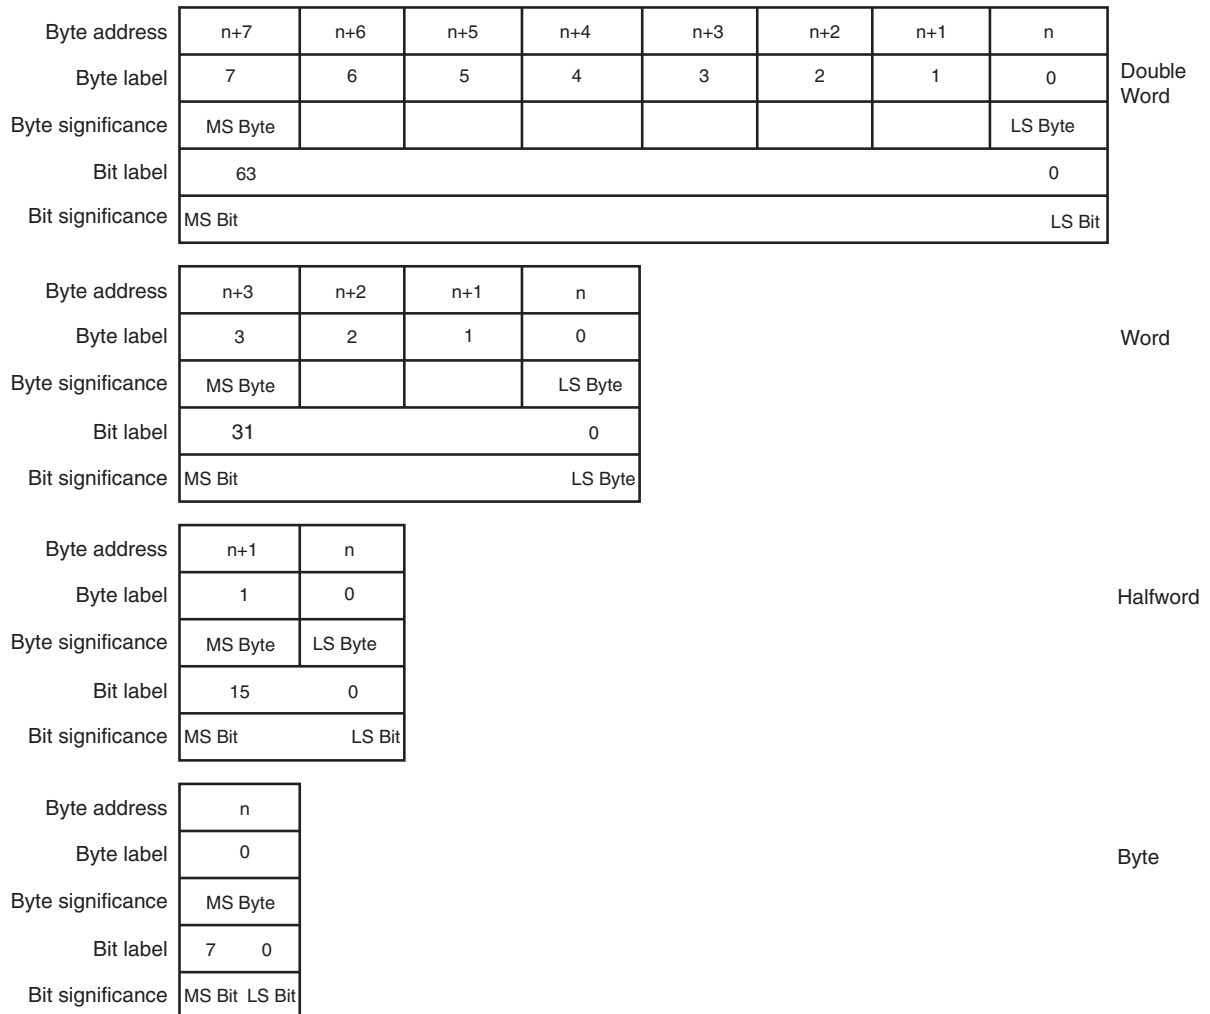 Byte address n+7 n+6 n+5 n+4 n+3 n+2 n+1 n
Byte label 7 6 5 4 3 2 1 0 Double Word
Byte significance MS Byte LS Byte
Bit label 63 0
Bit significance MS Bit LS Bit
Byte address n+3 n+2 n+1 n
Byte label 3 2 1 0 Word
Byte significance MS Byte LS Byte
Bit label 31 0
Bit significance MS Bit LS Byte
Byte address n+1 n
Byte label 1 0 Halfword
Byte significance MS Byte LS Byte
Bit label 15 0
Bit significance MS Bit LS Bit
Byte address n
Byte label 0 Byte
Byte significance MS Byte
Bit label 7 0
Bit significance MS Bit LS Bit